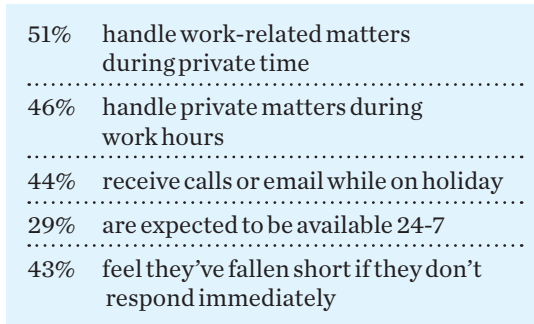 51% handle work-related matters
during private time
46% handle private matters during
work hours
44% receive calls or email while on holiday
29% are expected to be available 24-7
43% feel they've fallen short if they don't
respond immediately